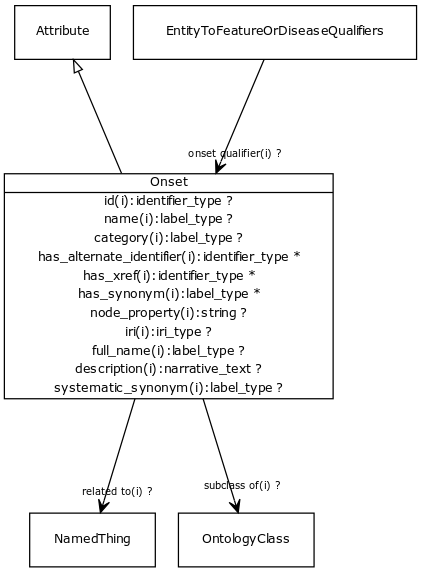 Attribute
EntityToFeatureOrDiseaseQualifiers
onset qualifier(i) ?
Onset
id(i):identifier_type ?
name(i):label_type ?
category(i):label_type ?
has_alternate_identifier(i):identifier_type *
has_xref(i):identifier_type *
has_synonym(i):label_type *
node_property(i):string ?
iri(i):iri_type ?
full_name(i):label_type ?
description(i):narrative_text ?
systematic_synonym(i):label_type ?
related to(i) ?
subclass of(i) ?
NamedThing
OntologyClass